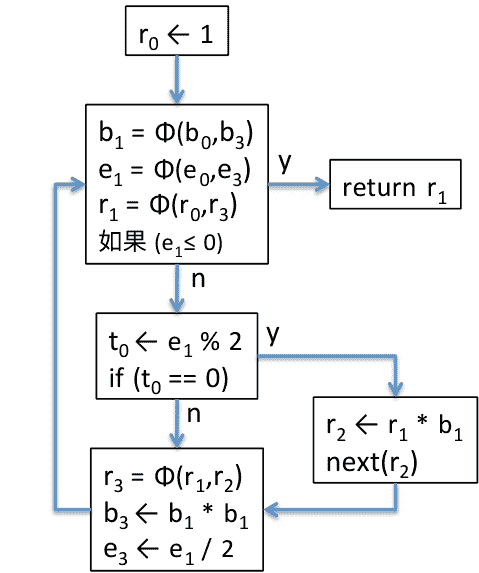 r₀ ← 1
b₁ = Φ(b₀,b₃)
e₁ = Φ(e₀,e₃)
r₁ = Φ(r₀,r₃)
如果 (e₁≤ 0)
y
return r₁
n
t₀ ← e₁ % 2
if (t₀ == 0)
y
n
r₂ ← r₁ * b₁
next(r₂)
r₃ = Φ(r₁,r₂)
b₃ ← b₁ * b₁
e₃ ← e₁ / 2